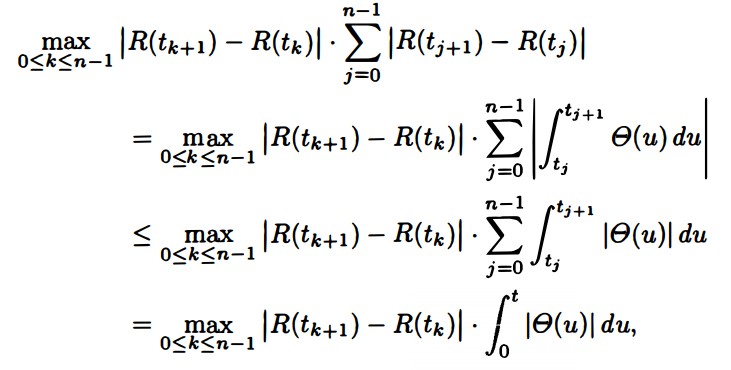 max_{0≤k≤n−1} |R(t_{k+1}) − R(t_k)| · ∑_{j=0}^{n−1} |R(t_{j+1}) − R(t_j)|
= max_{0≤k≤n−1} |R(t_{k+1}) − R(t_k)| · ∑_{j=0}^{n−1} |∫_{t_j}^{t_{j+1}} Θ(u) du|
≤ max_{0≤k≤n−1} |R(t_{k+1}) − R(t_k)| · ∑_{j=0}^{n−1} ∫_{t_j}^{t_{j+1}} |Θ(u)| du
= max_{0≤k≤n−1} |R(t_{k+1}) − R(t_k)| · ∫_0^t |Θ(u)| du,